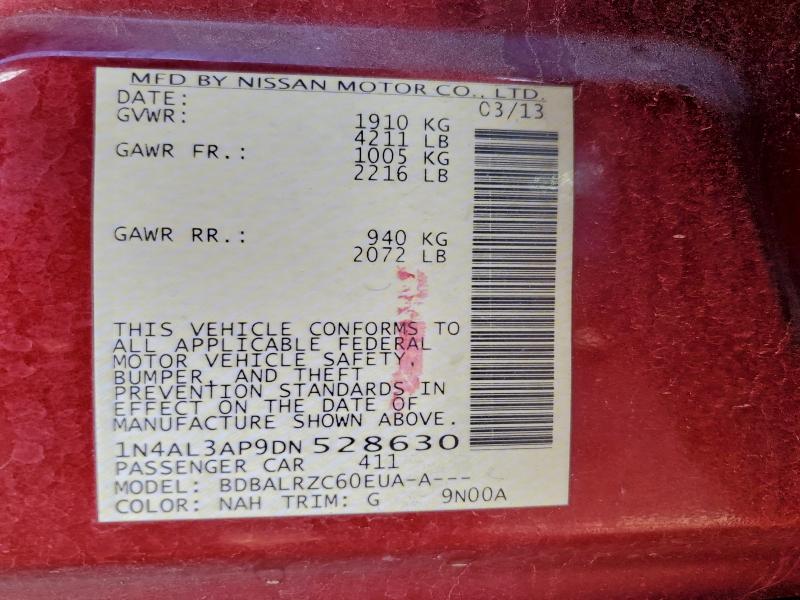 MFD BY NISSAN MOTOR CO., LTD.
DATE: 03/13
GVWR: 1910 KG
4211 LB
GAWR FR.: 1005 KG
2216 LB
GAWR RR.: 940 KG
2072 LB
THIS VEHICLE CONFORMS TO
ALL APPLICABLE FEDERAL
MOTOR VEHICLE SAFETY,
BUMPER, AND THEFT
PREVENTION STANDARDS IN
EFFECT ON THE DATE OF
MANUFACTURE SHOWN ABOVE.
1N4AL3AP9DN 528630
PASSENGER CAR 411
MODEL: BDBALRZC60EUA-A---
COLOR: NAH TRIM: G 9N00A